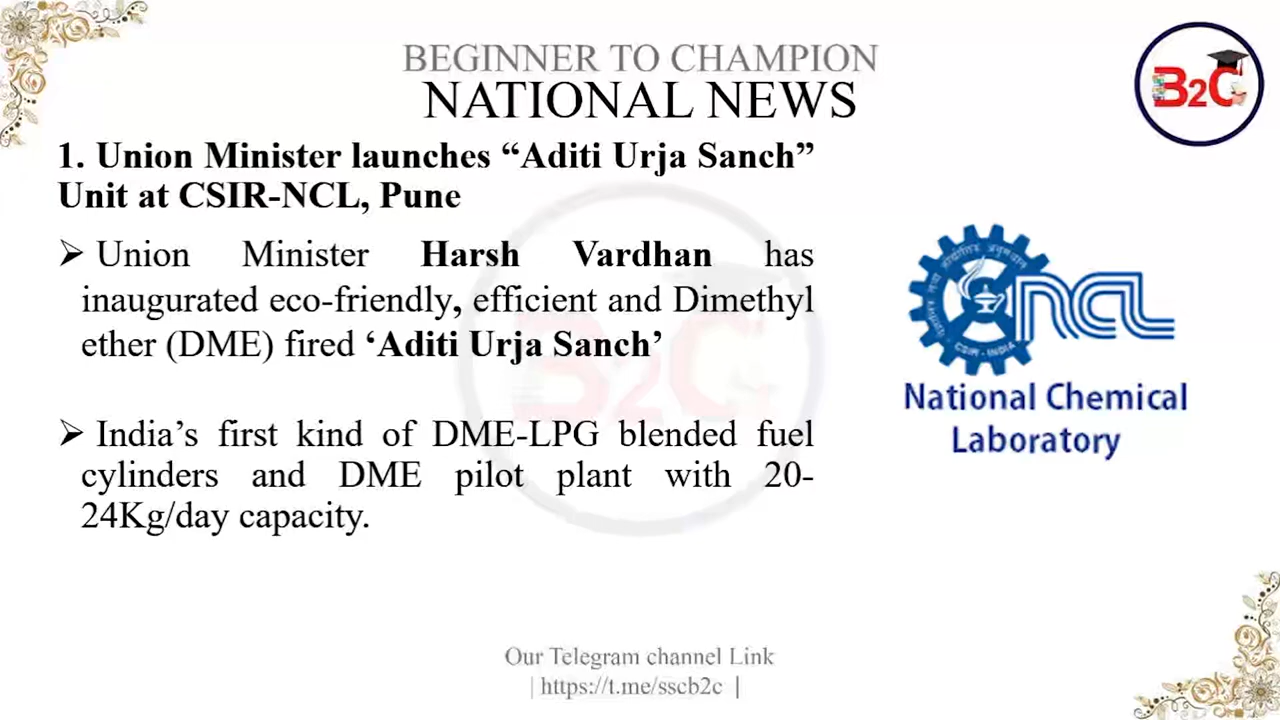 BEGINNER TO CHAMPION
NATIONAL NEWS
B2C
1. Union Minister launches “Aditi Urja Sanch”
Unit at CSIR-NCL, Pune
➢ Union Minister Harsh Vardhan has
inaugurated eco-friendly, efficient and Dimethyl
ether (DME) fired ‘Aditi Urja Sanch’
➢ India’s first kind of DME-LPG blended fuel
cylinders and DME pilot plant with 20-
24Kg/day capacity.
B2C
CSIR-INDIA
NCL
National Chemical
Laboratory
Our Telegram channel Link
| https://t.me/sscb2c |